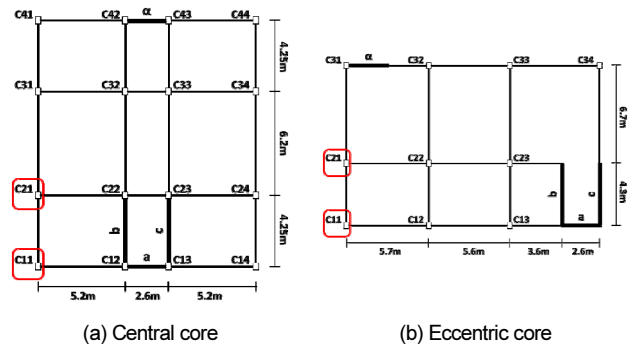 C41 C42 α C43 C44
4.25m
C31 C32 C33 C34
6.2m
C21 C22 C23 C24
b c
4.25m
a
C11 C12 C13 C14
5.2m 2.6m 5.2m
(a) Central core
C31 α C32 C33 C34
6.7m
C21 C22 C23
b c
4.3m
a
C11 C12 C13
5.7m 5.6m 3.6m 2.6m
(b) Eccentric core